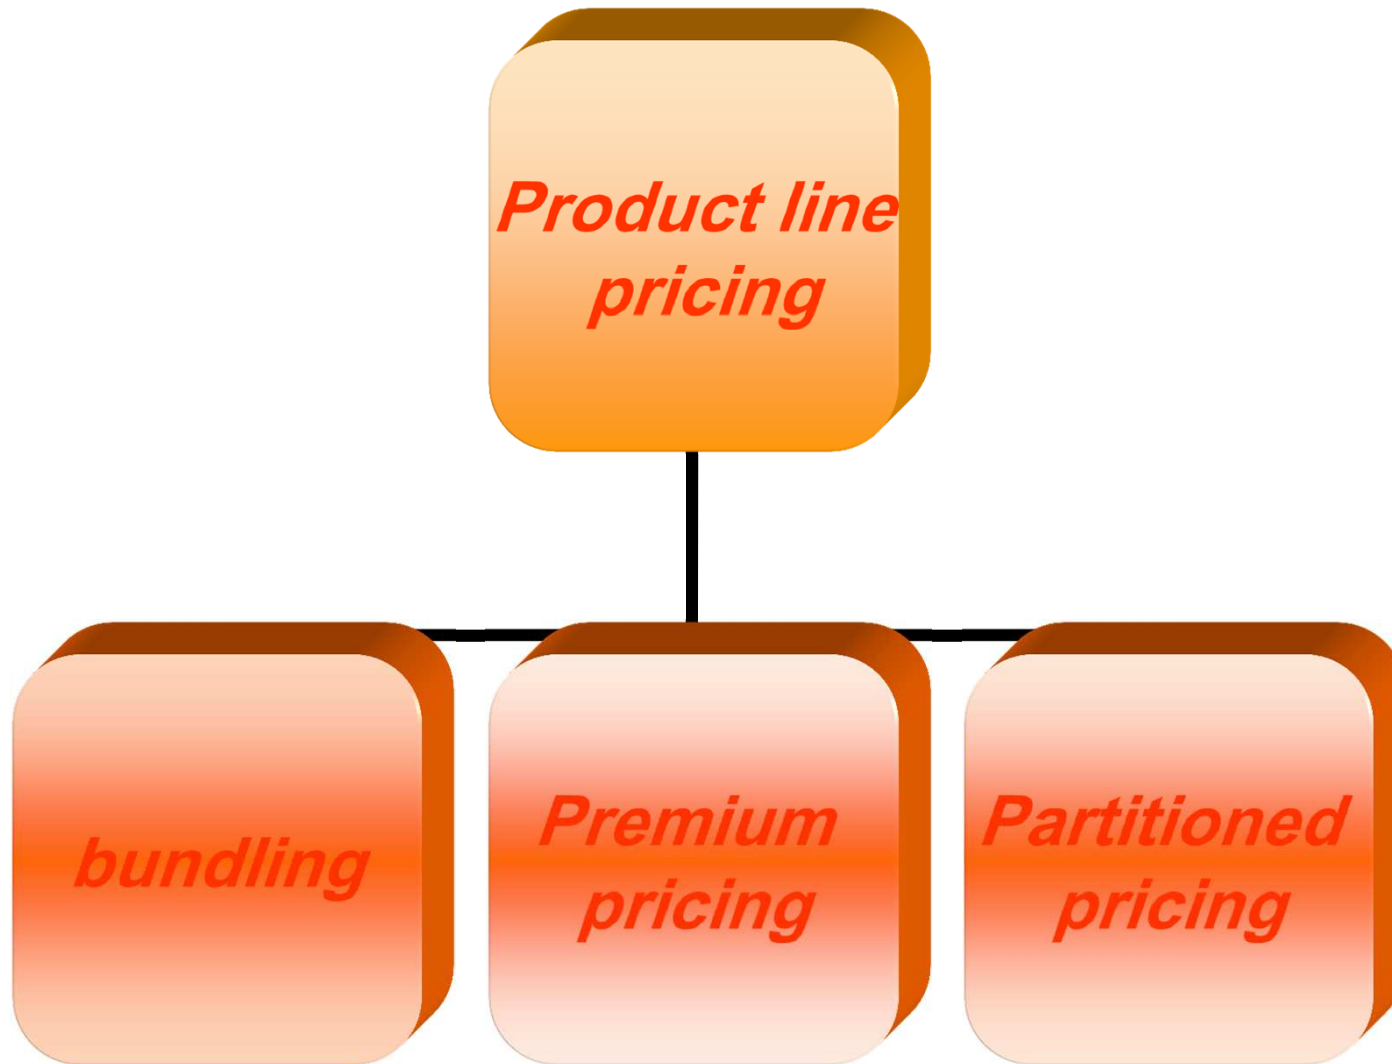 Product line
pricing
bundling
Premium
pricing
Partitioned
pricing